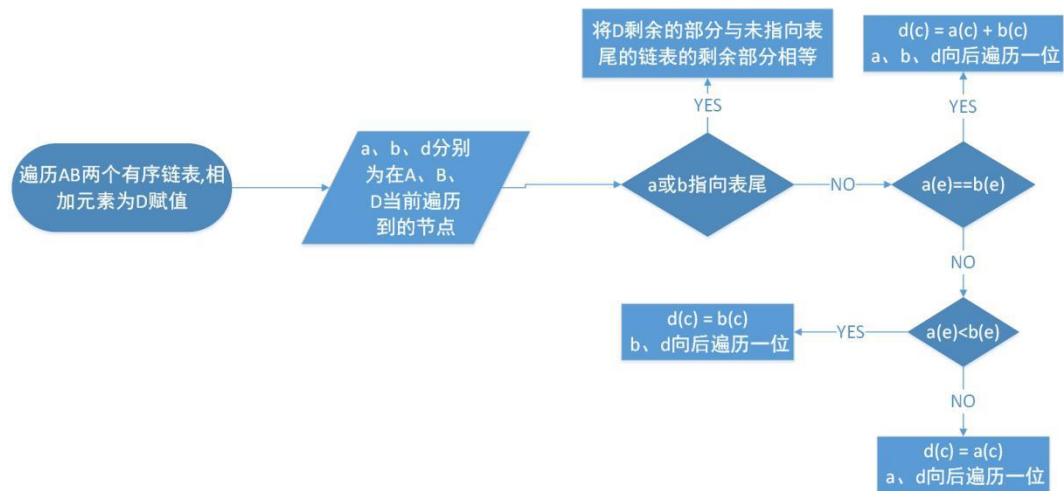 遍历AB两个有序链表,相
加元素为D赋值
a、b、d分别
为在A、B、
D当前遍历
到的节点
a或b指向表尾
YES
将D剩余的部分与未指向表
尾的链表的剩余部分相等
NO
a(e)==b(e)
YES
d(c) = a(c) + b(c)
a、b、d向后遍历一位
NO
a(e)<b(e)
YES
d(c) = b(c)
b、d向后遍历一位
NO
d(c) = a(c)
a、d向后遍历一位